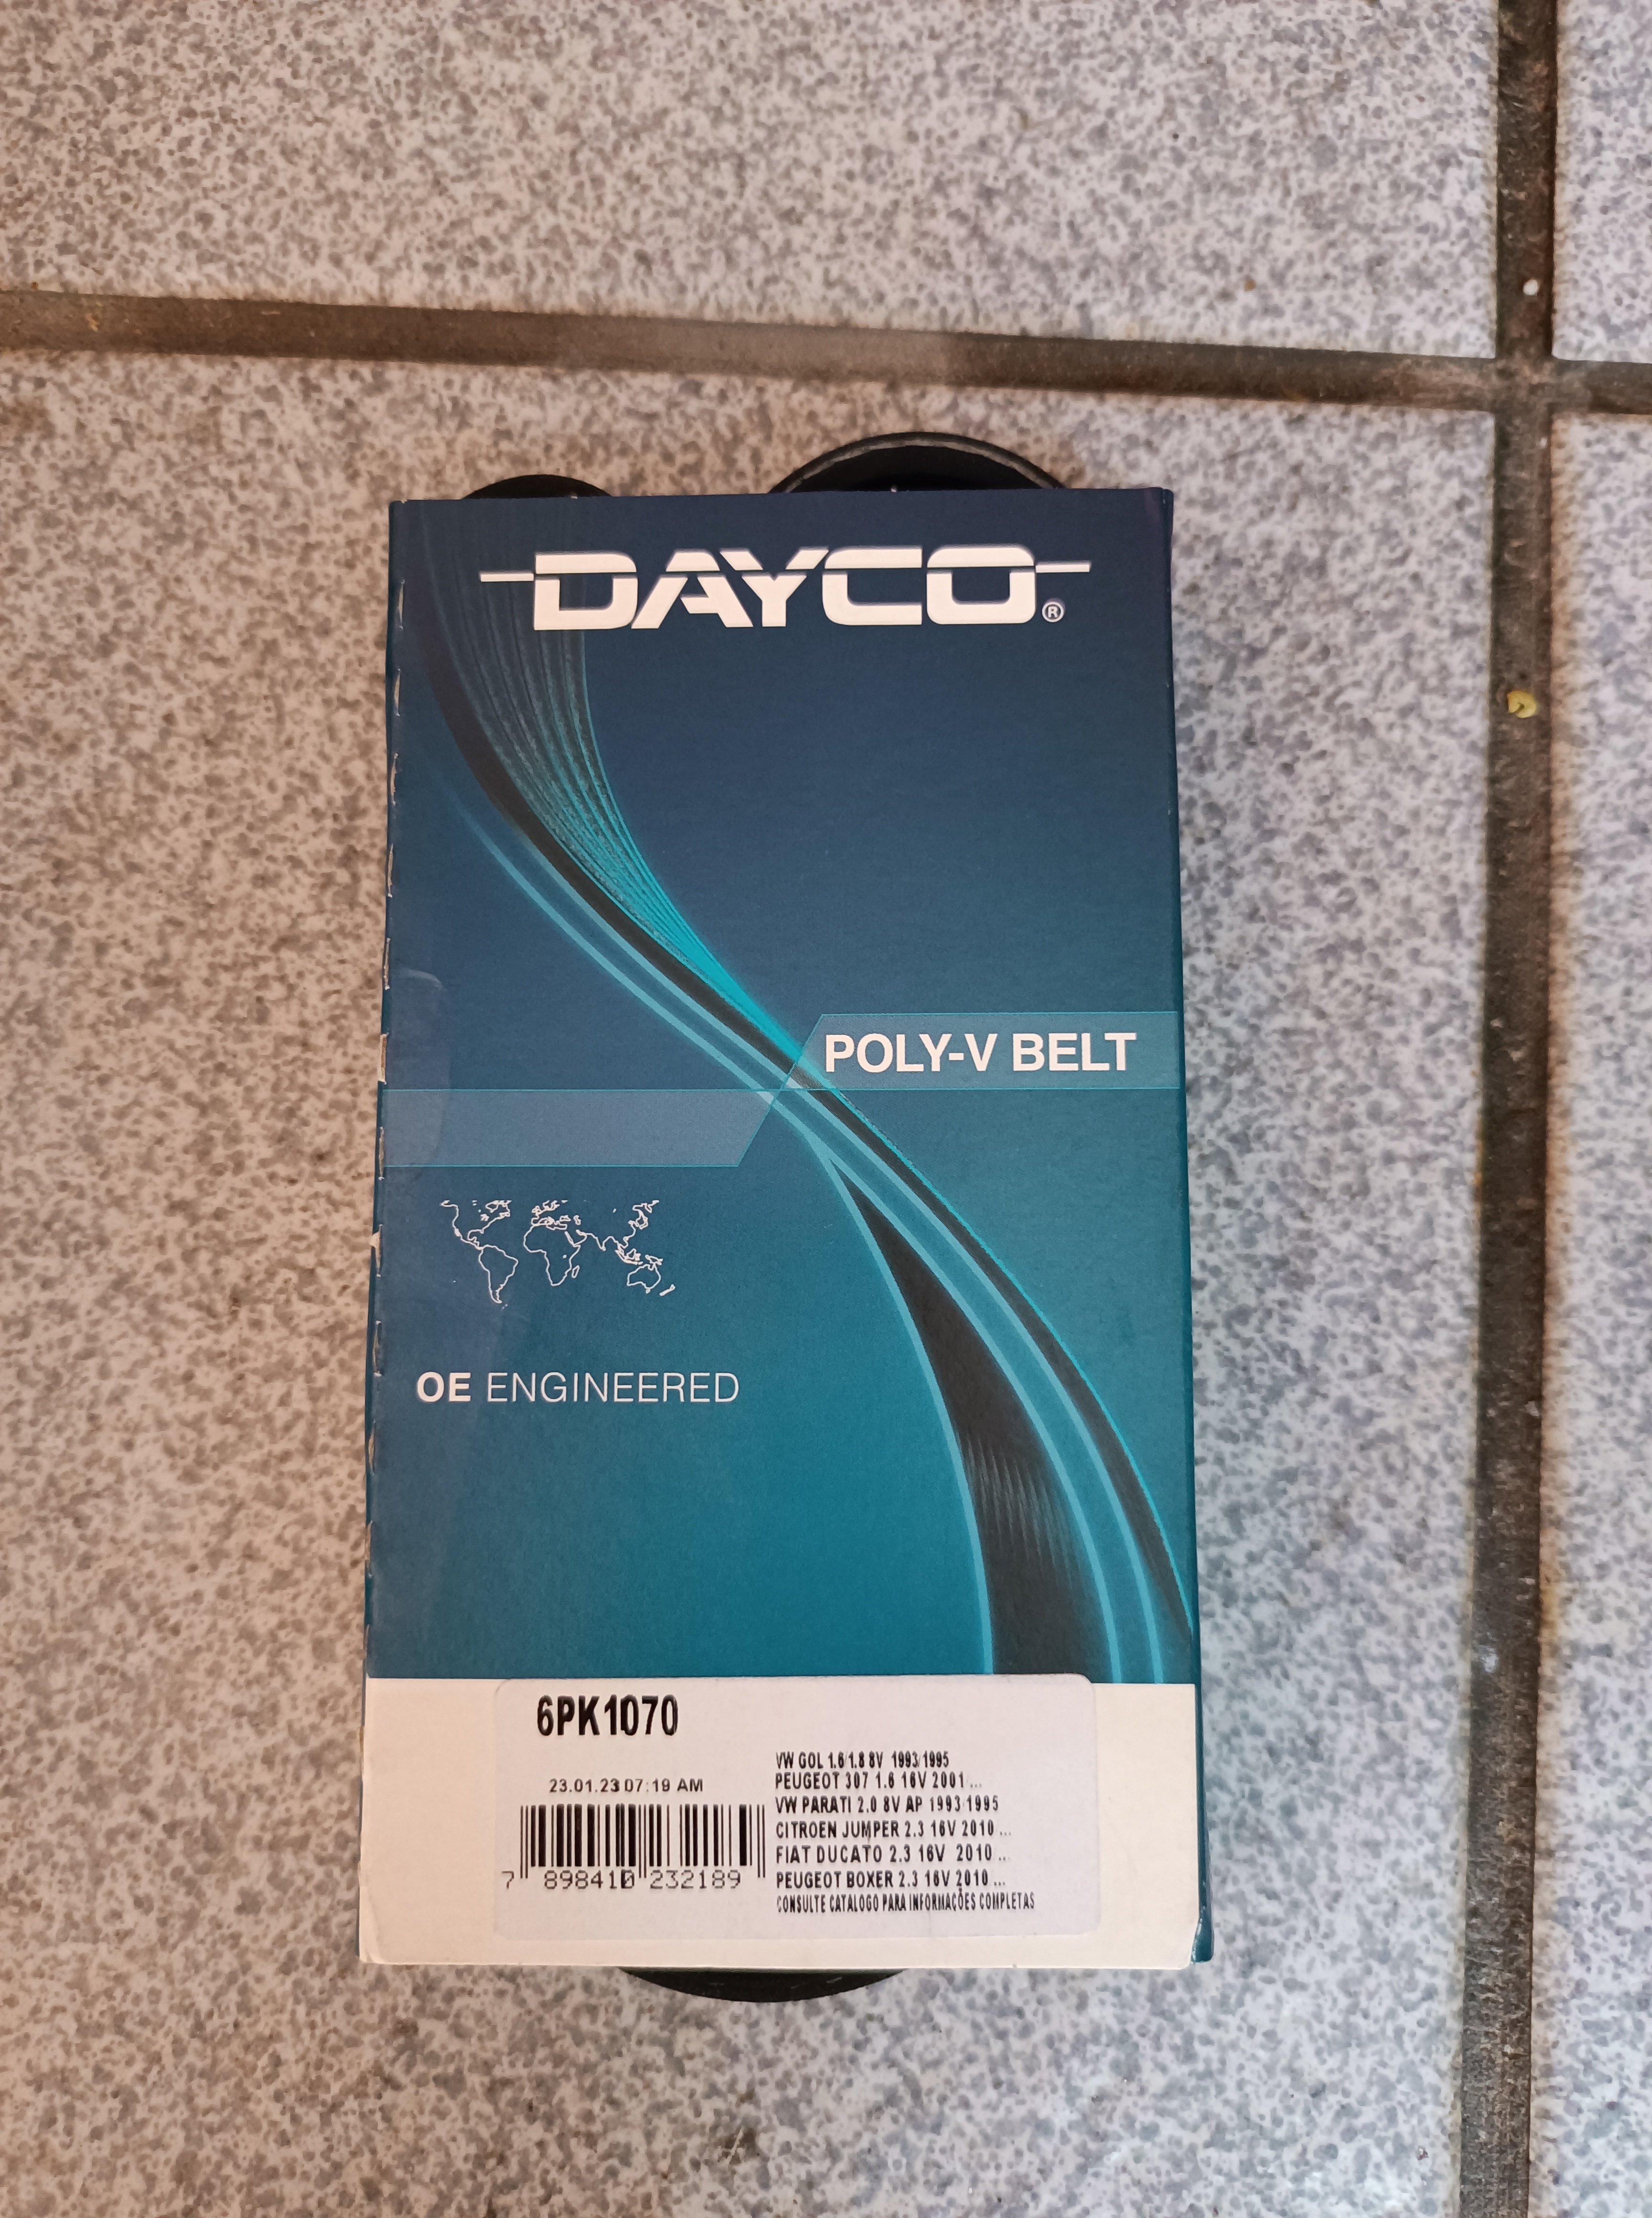 DAYCO®
POLY-V BELT
OE ENGINEERED
6PK1070
23.01.23 07:19 AM
7 898410 232189
VW GOL 1.6/1.8 8V 1993/1995
PEUGEOT 307 1.6 16V 2001 ...
VW PARATI 2.0 8V AP 1993/1995
CITROEN JUMPER 2.3 16V 2010 ...
FIAT DUCATO 2.3 16V 2010 ...
PEUGEOT BOXER 2.3 16V 2010 ...
CONSULTE CATALOGO PARA INFORMAÇÕES COMPLETAS